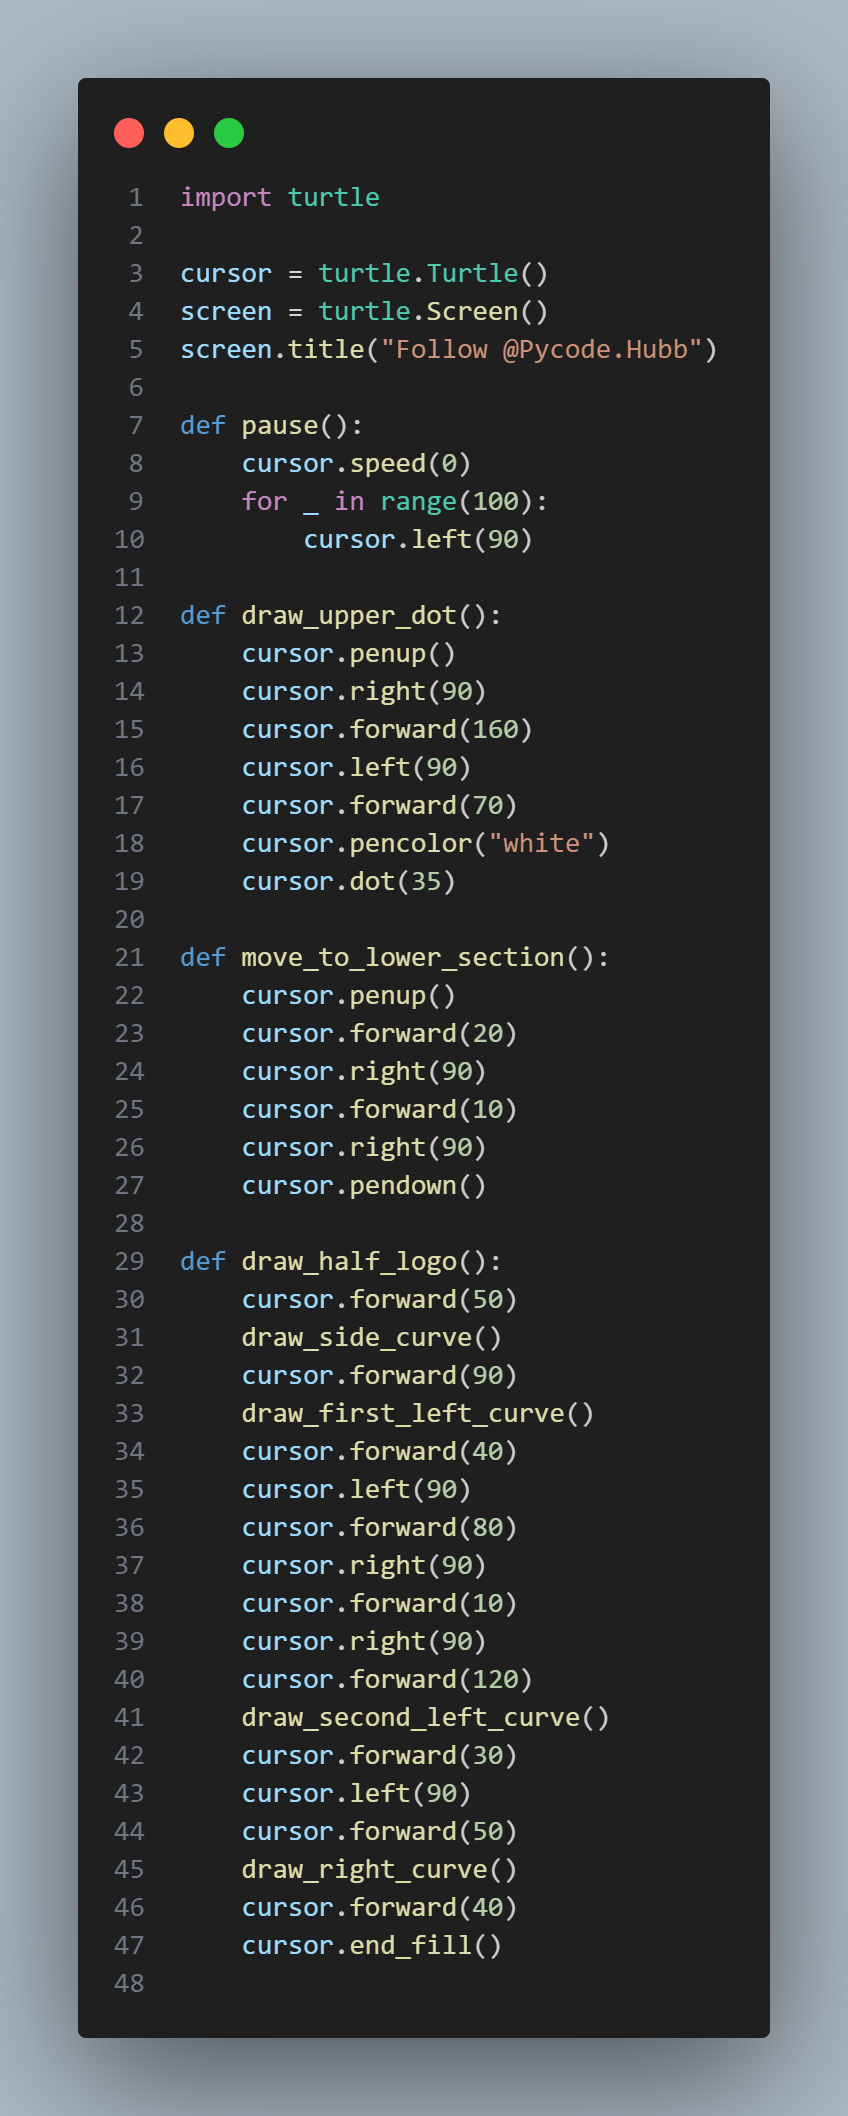 1 import turtle
2
3 cursor = turtle.Turtle()
4 screen = turtle.Screen()
5 screen.title("Follow @Pycode.Hubb")
6
7 def pause():
8     cursor.speed(0)
9     for _ in range(100):
10         cursor.left(90)
11
12 def draw_upper_dot():
13     cursor.penup()
14     cursor.right(90)
15     cursor.forward(160)
16     cursor.left(90)
17     cursor.forward(70)
18     cursor.pencolor("white")
19     cursor.dot(35)
20
21 def move_to_lower_section():
22     cursor.penup()
23     cursor.forward(20)
24     cursor.right(90)
25     cursor.forward(10)
26     cursor.right(90)
27     cursor.pendown()
28
29 def draw_half_logo():
30     cursor.forward(50)
31     draw_side_curve()
32     cursor.forward(90)
33     draw_first_left_curve()
34     cursor.forward(40)
35     cursor.left(90)
36     cursor.forward(80)
37     cursor.right(90)
38     cursor.forward(10)
39     cursor.right(90)
40     cursor.forward(120)
41     draw_second_left_curve()
42     cursor.forward(30)
43     cursor.left(90)
44     cursor.forward(50)
45     draw_right_curve()
46     cursor.forward(40)
47     cursor.end_fill()
48